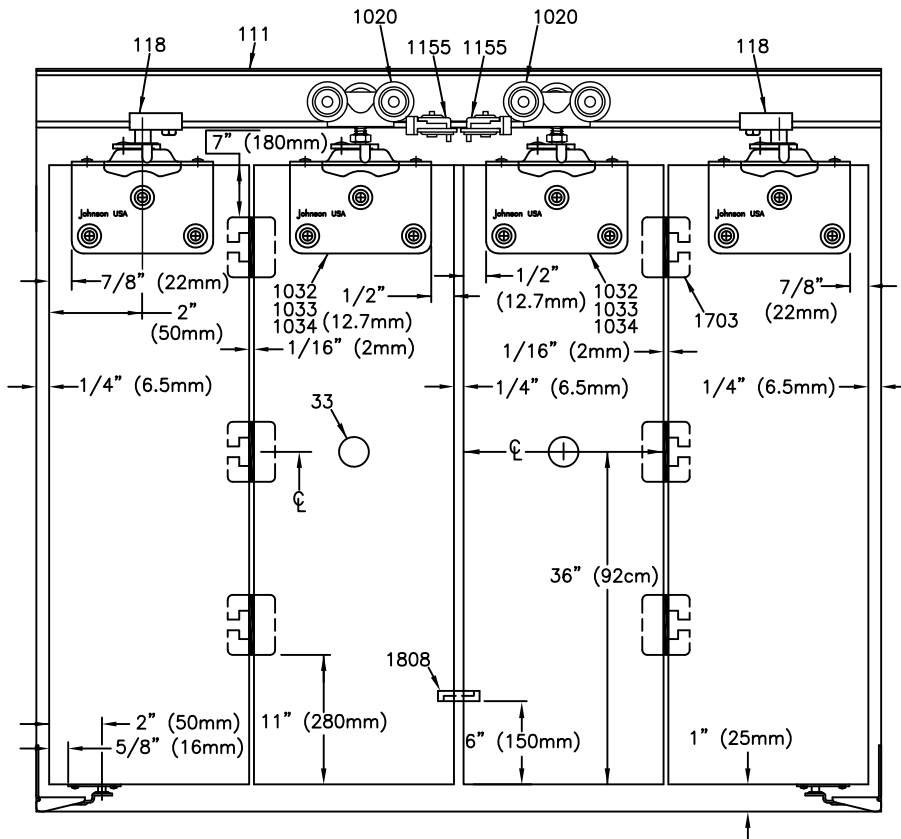 1020
1020
118
111
1155
1155
118
7” (180mm)
Johnson USA
Johnson USA
Johnson USA
Johnson USA
7/8” (22mm)
2”
(50mm)
1032
1033
1034
1/2”
(12.7mm)
1/2”
(12.7mm)
1032
1033
1034
1703
7/8”
(22mm)
1/16” (2mm)
1/16” (2mm)
1/4” (6.5mm)
1/4” (6.5mm)
1/4” (6.5mm)
33
℄
℄
36” (92cm)
1808
2” (50mm)
5/8” (16mm)
11” (280mm)
6” (150mm)
1” (25mm)